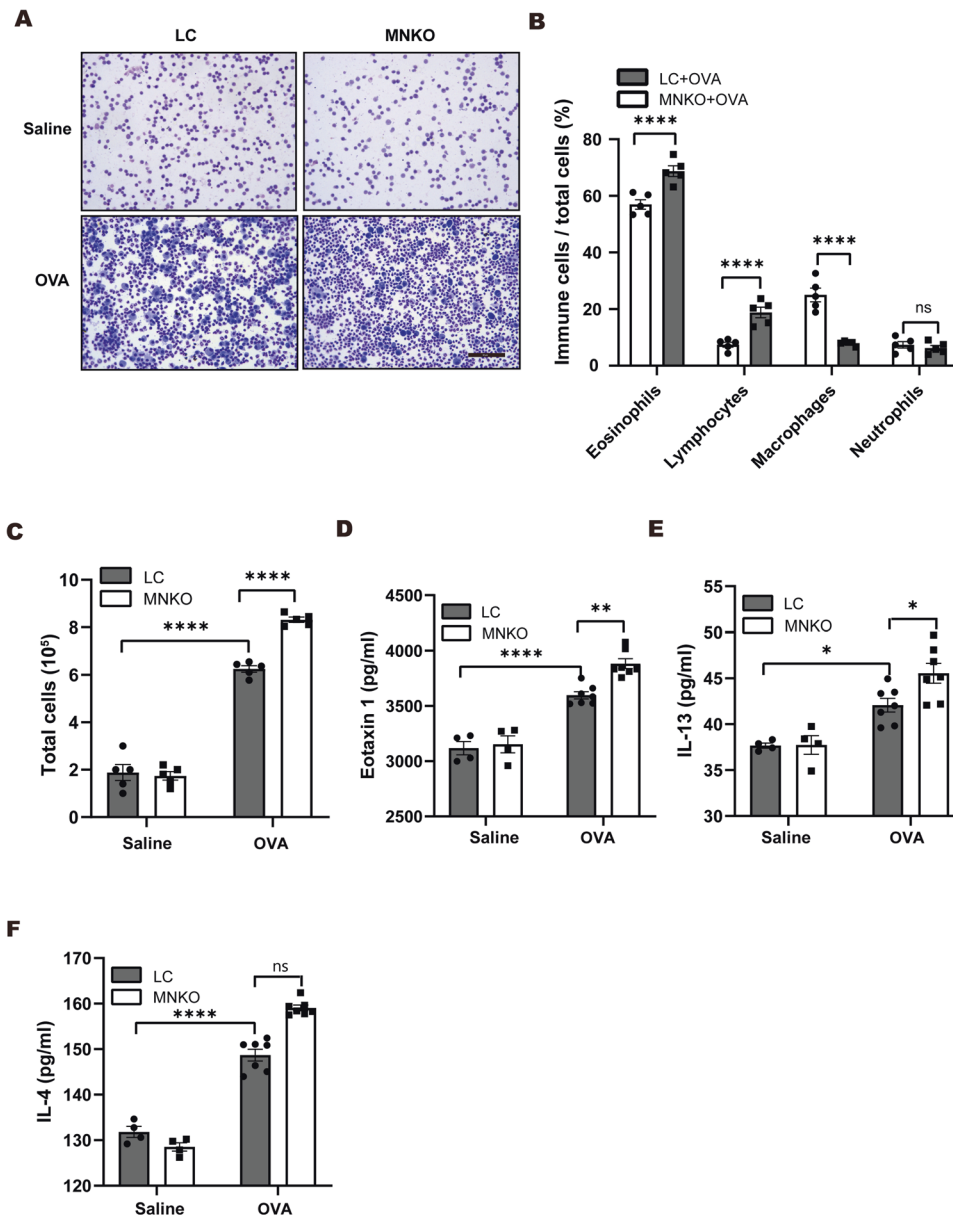 A
LC
MNKO
Saline
OVA
B
LC+OVA
MNKO+OVA
Immune cells / total cells (%)
80
60
40
20
0
****
****
****
ns
Eosinophils
Lymphocytes
Macrophages
Neutrophils
C
LC
MNKO
Total cells (10⁵)
10
8
6
4
2
0
****
****
Saline
OVA
D
LC
MNKO
Eotaxin 1 (pg/ml)
4500
4000
3500
3000
2500
****
**
Saline
OVA
E
LC
MNKO
IL-13 (pg/ml)
55
50
45
40
35
30
*
*
Saline
OVA
F
LC
MNKO
IL-4 (pg/ml)
170
160
150
140
130
120
****
ns
Saline
OVA